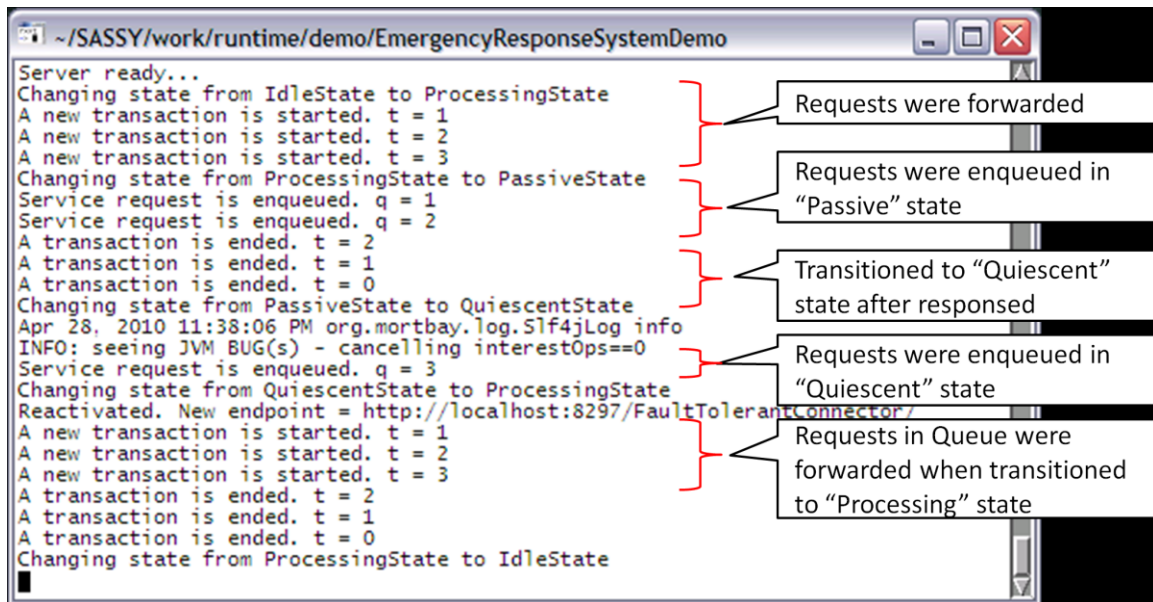 ~/SASSY/work/runtime/demo/EmergencyResponseSystemDemo
Server ready...
Changing state from IdleState to ProcessingState
A new transaction is started. t = 1
A new transaction is started. t = 2
A new transaction is started. t = 3
Changing state from ProcessingState to PassiveState
Service request is enqueued. q = 1
Service request is enqueued. q = 2
A transaction is ended. t = 2
A transaction is ended. t = 1
A transaction is ended. t = 0
Changing state from PassiveState to QuiescentState
Apr 28, 2010 11:38:06 PM org.mortbay.log.Slf4jLog info
INFO: seeing JVM BUG(s) - cancelling interestOps==0
Service request is enqueued. q = 3
Changing state from QuiescentState to ProcessingState
Reactivated. New endpoint = http://localhost:8297/FaultTolerantConnector/
A new transaction is started. t = 1
A new transaction is started. t = 2
A new transaction is started. t = 3
A transaction is ended. t = 2
A transaction is ended. t = 1
A transaction is ended. t = 0
Changing state from ProcessingState to IdleState
Requests were forwarded
Requests were enqueued in
“Passive” state
Transitioned to “Quiescent”
state after responsed
Requests were enqueued in
“Quiescent” state
Requests in Queue were
forwarded when transitioned
to “Processing” state